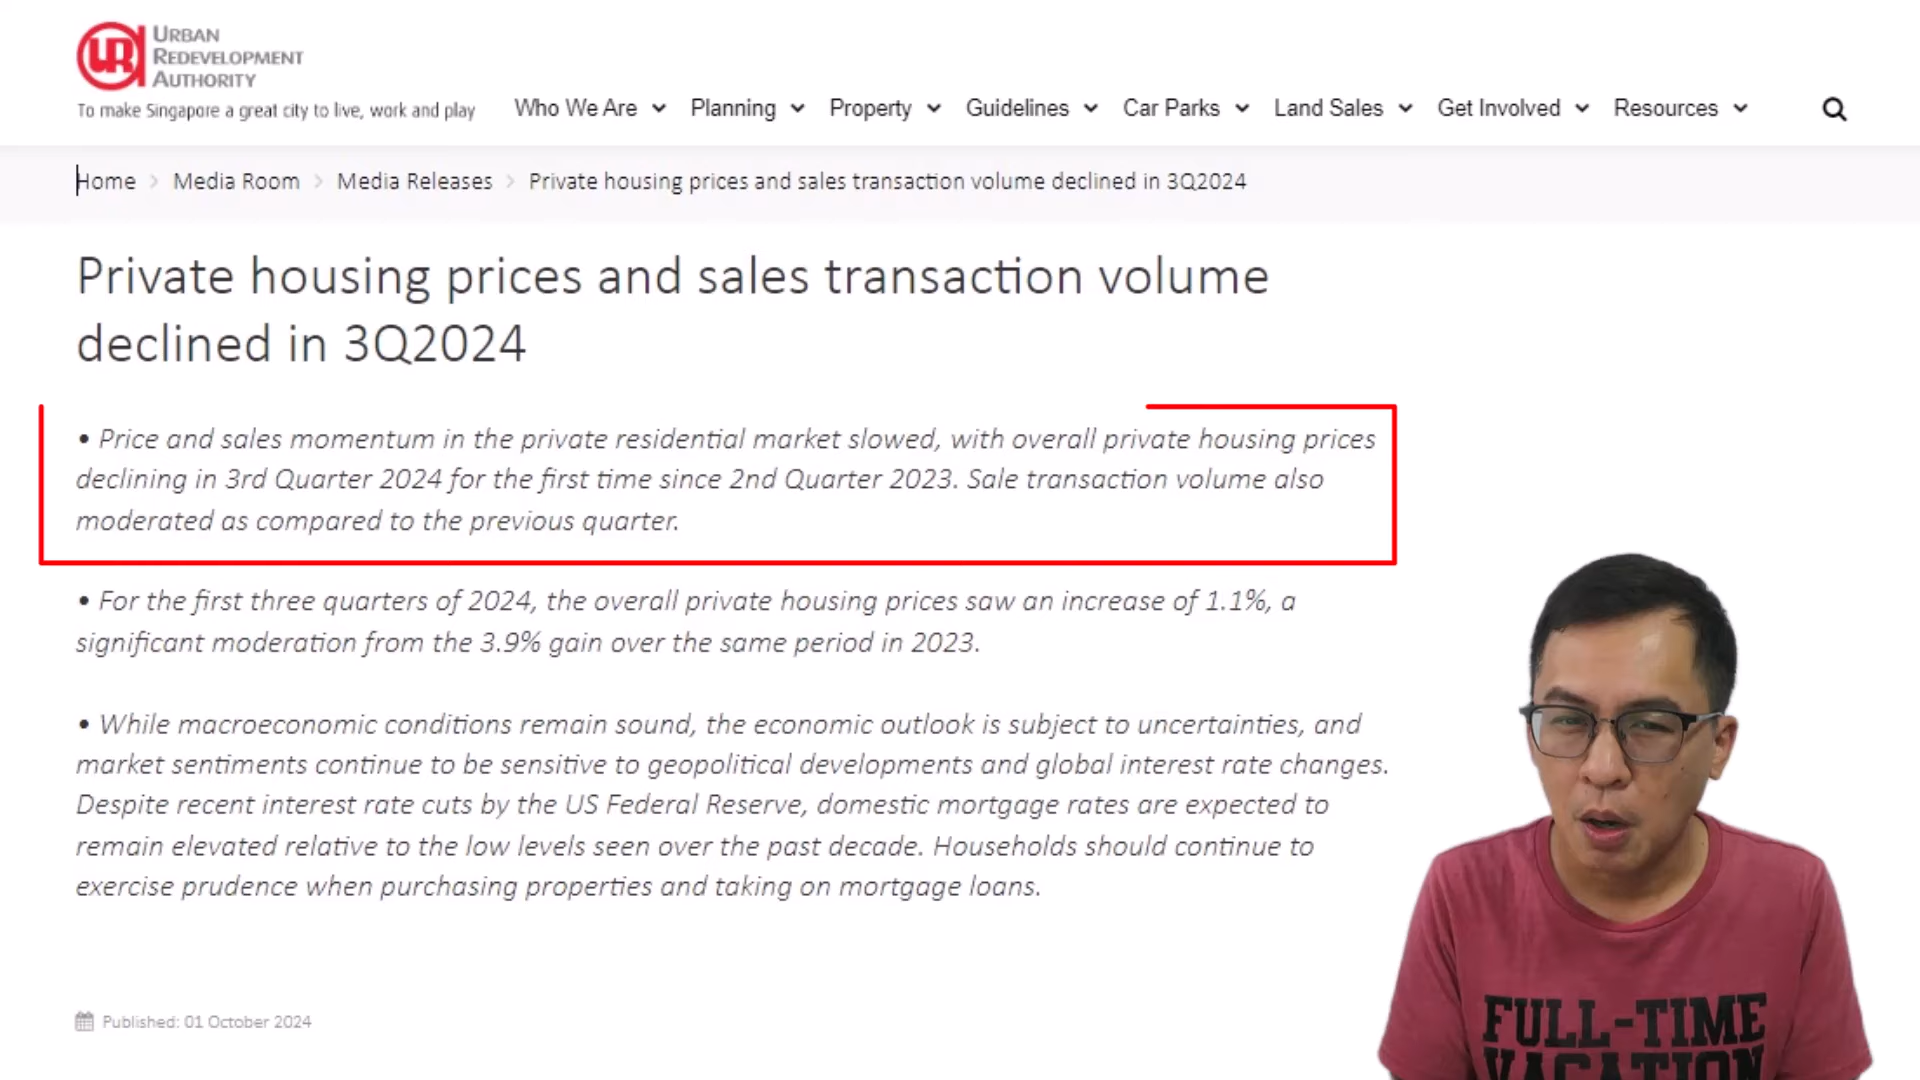 URBAN
REDEVELOPMENT
AUTHORITY
To make Singapore a great city to live, work and play
Who We Are Planning Property Guidelines Car Parks Land Sales Get Involved Resources
Home > Media Room > Media Releases > Private housing prices and sales transaction volume declined in 3Q2024
Private housing prices and sales transaction volume
declined in 3Q2024
• Price and sales momentum in the private residential market slowed, with overall private housing prices
declining in 3rd Quarter 2024 for the first time since 2nd Quarter 2023. Sale transaction volume also
moderated as compared to the previous quarter.
• For the first three quarters of 2024, the overall private housing prices saw an increase of 1.1%, a
significant moderation from the 3.9% gain over the same period in 2023.
• While macroeconomic conditions remain sound, the economic outlook is subject to uncertainties, and
market sentiments continue to be sensitive to geopolitical developments and global interest rate changes.
Despite recent interest rate cuts by the US Federal Reserve, domestic mortgage rates are expected to
remain elevated relative to the low levels seen over the past decade. Households should continue to
exercise prudence when purchasing properties and taking on mortgage loans.
Published: 01 October 2024
FULL-TIME
VACATION